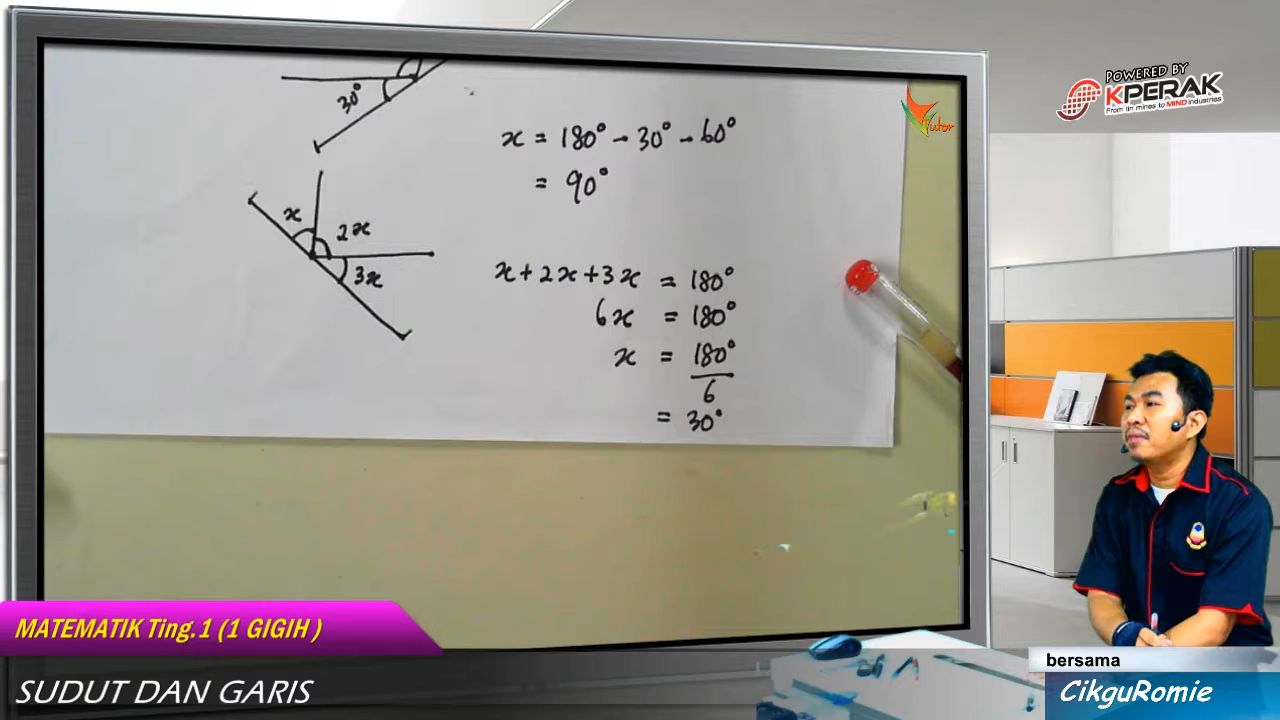 POWERED BY
KPERAK
From tin mines to MIND industries
Tutor
30°
x = 180° - 30° - 60°
= 90°
x
2x
3x
x + 2x + 3x = 180°
6x = 180°
x = 180°
6
= 30°
MATEMATIK Ting.1 (1 GIGIH )
SUDUT DAN GARIS
bersama
CikguRomie